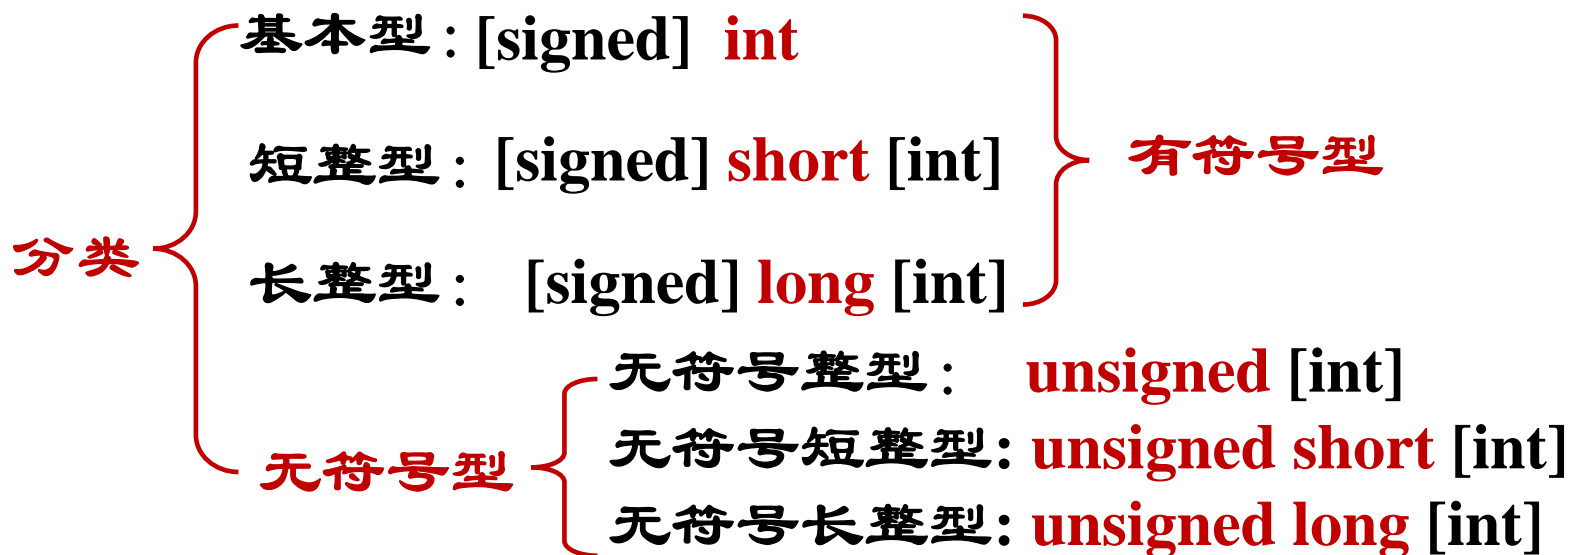 基本型：[signed] int
短整型：[signed] short [int]
有符号型
分类
长整型： [signed] long [int]
无符号型
无符号整型： unsigned [int]
无符号短整型: unsigned short [int]
无符号长整型: unsigned long [int]